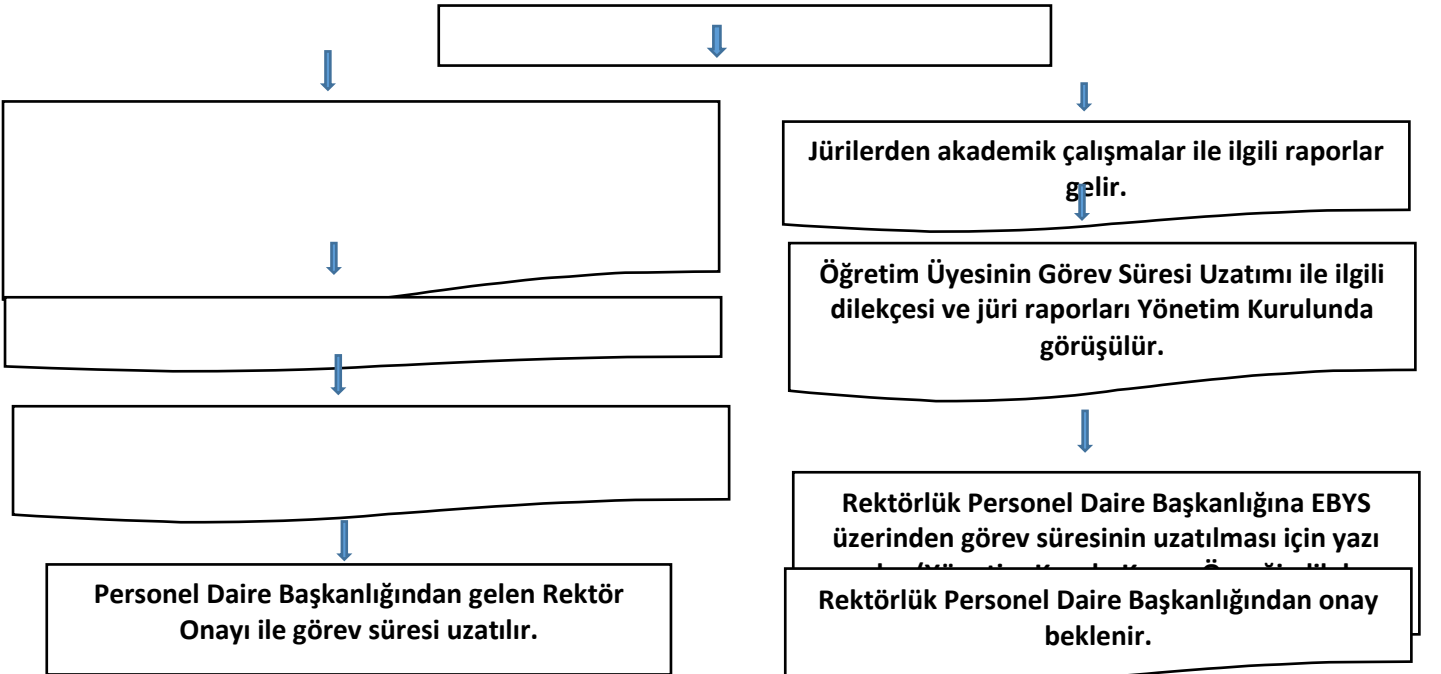 Jürilerden akademik çalışmalar ile ilgili raporlar
gelir.
Öğretim Üyesinin Görev Süresi Uzatımı ile ilgili
dilekçesi ve jüri raporları Yönetim Kurulunda
görüşülür.
Rektörlük Personel Daire Başkanlığına EBYS
üzerinden görev süresinin uzatılması için yazı
Rektörlük Personel Daire Başkanlığından onay
beklenir.
Personel Daire Başkanlığından gelen Rektör
Onayı ile görev süresi uzatılır.